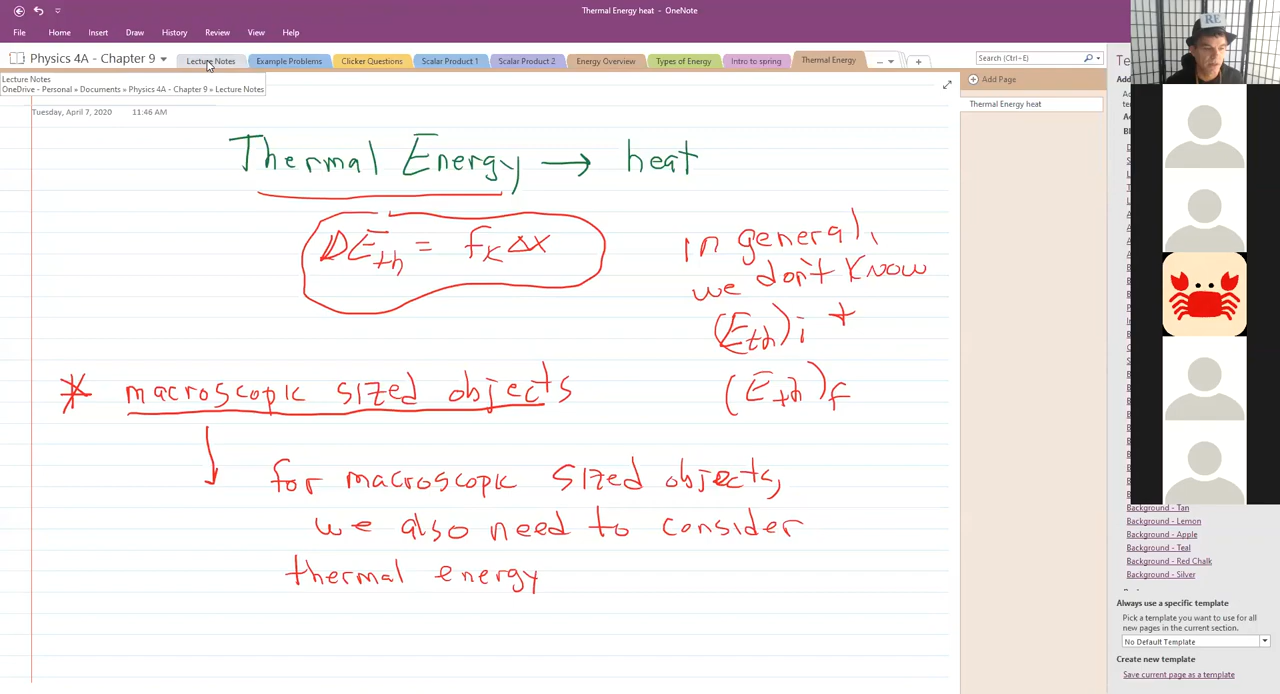 Thermal Energy heat - OneNote
RE
File Home Insert Draw History Review View Help
Physics 4A - Chapter 9 Lecture Notes Example Problems Clicker Questions Scalar Product 1 Scalar Product 2 Energy Overview Types of Energy Intro to spring Thermal Energy
Search (Ctrl+E)
Lecture Notes
OneDrive - Personal » Documents » Physics 4A - Chapter 9 » Lecture Notes
Add Page
Thermal Energy heat
Tuesday, April 7, 2020 11:46 AM
Thermal Energy → heat
ΔEth = fk Δx
in general,
we don't know
(Eth)i +
(Eth)f
* macroscopic sized objects
↓
for macroscopic sized objects,
we also need to consider
thermal energy
Background - Tan
Background - Lemon
Background - Apple
Background - Teal
Background - Red Chalk
Background - Silver
Always use a specific template
Pick a template you want to use for all
new pages in the current section.
No Default Template
Create new template
Save current page as a template